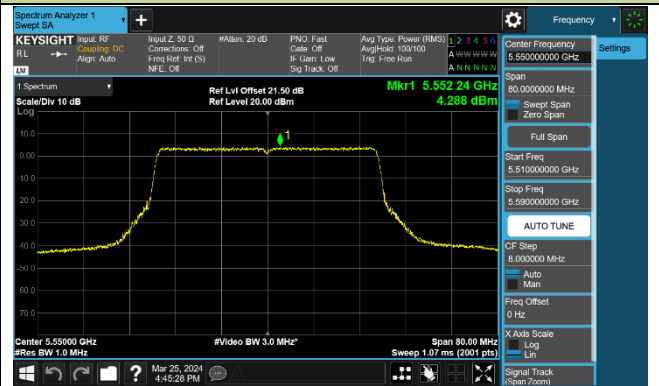 Spectrum Analyzer 1
Swept SA
+
Frequency
KEYSIGHT
RL
LXI
Input: RF
Coupling: DC
Align: Auto
Input Z: 50 Ω
Corrections: Off
Freq Ref: Int (S)
NFE: Off
#Atten: 20 dB
PNO: Fast
Gate: Off
IF Gain: Low
Sig Track: Off
Avg Type: Power (RMS)
Avg|Hold: 100/100
Trig: Free Run
1 2 3 4 5 6
A W W W W W
A N N N N N
1 Spectrum
Scale/Div 10 dB
Log
Ref Lvl Offset 21.50 dB
Ref Level 20.00 dBm
Mkr1 5.552 24 GHz
4.288 dBm
1
10.0
0.00
-10.0
-20.0
-30.0
-40.0
-50.0
-60.0
-70.0
Center 5.55000 GHz
#Res BW 1.0 MHz
#Video BW 3.0 MHz*
Span 80.00 MHz
Sweep 1.07 ms (2001 pts)
Center Frequency
5.550000000 GHz
Span
80.0000000 MHz
Swept Span
Zero Span
Full Span
Start Freq
5.510000000 GHz
Stop Freq
5.590000000 GHz
AUTO TUNE
CF Step
8.000000 MHz
Auto
Man
Freq Offset
0 Hz
X Axis Scale
Log
Lin
Signal Track
(Span Zoom)
Settings
?
Mar 25, 2024
4:45:28 PM